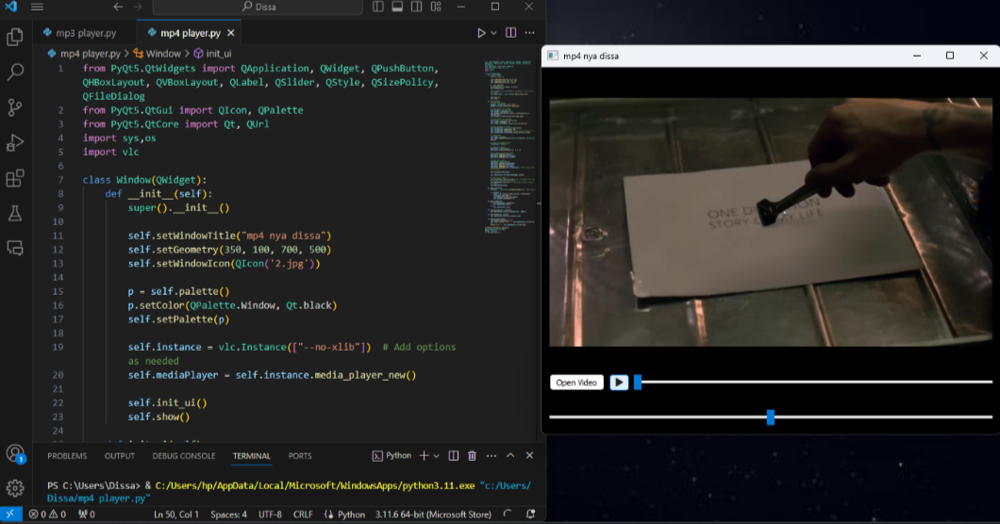 Dissa
mp3 player.py
mp4 player.py
mp4 player.py > Window > init_ui
1 from PyQt5.QtWidgets import QApplication, QWidget, QPushButton,
QHBoxLayout, QVBoxLayout, QLabel, QSlider, QStyle, QSizePolicy,
QFileDialog
2 from PyQt5.QtGui import QIcon, QPalette
3 from PyQt5.QtCore import Qt, QUrl
4 import sys,os
5 import vlc
6
7 class Window(QWidget):
8 def __init__(self):
9 super().__init__()
10
11 self.setWindowTitle("mp4 nya dissa")
12 self.setGeometry(350, 100, 700, 500)
13 self.setWindowIcon(QIcon('2.jpg'))
14
15 p = self.palette()
16 p.setColor(QPalette.Window, Qt.black)
17 self.setPalette(p)
18
19 self.instance = vlc.Instance(["--no-xlib"]) # Add options
as needed
20 self.mediaPlayer = self.instance.media_player_new()
21
22 self.init_ui()
23 self.show()
24
PROBLEMS OUTPUT DEBUG CONSOLE TERMINAL PORTS
Python
PS C:\Users\Dissa> & C:/Users/hp/AppData/Local/Microsoft/WindowsApps/python3.11.exe "c:/Users/
Dissa/mp4 player.py"
1
0 0 0 Ln 50, Col 1 Spaces: 4 UTF-8 CRLF Python 3.11.6 64-bit (Microsoft Store)
mp4 nya dissa
ONE
STORY MY LIFE
Open Video